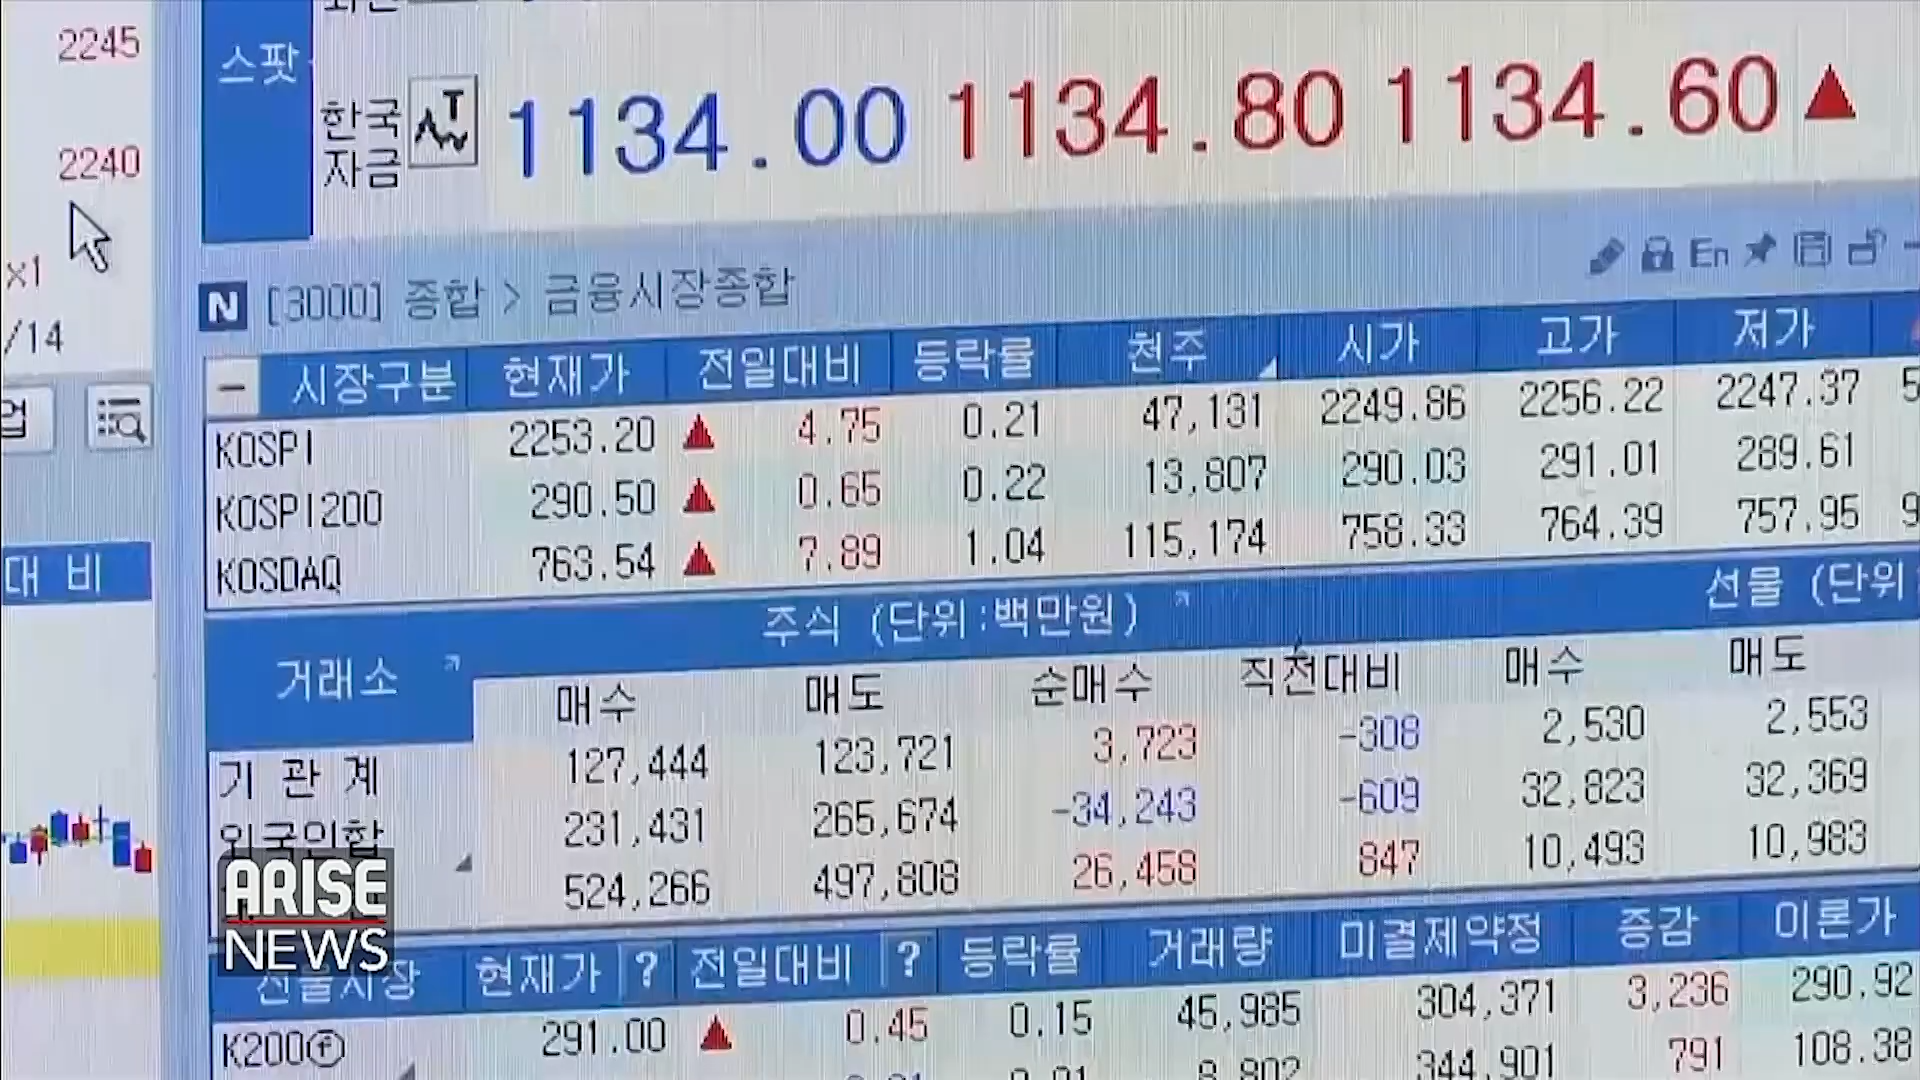 2245
2240
x1
/14
업
대 비
스팟
한국
자금
1134.00 1134.80 1134.60 ▲
N [3000] 종합 > 금융시장종합
En
시장구분 현재가 전일대비 등락률 천주 시가 고가 저가
KOSPI 2253.20 ▲ 4.75 0.21 47,131 2249.86 2256.22 2247.37
KOSPI200 290.50 ▲ 0.65 0.22 13,807 290.03 291.01 289.61
KOSDAQ 763.54 ▲ 7.89 1.04 115,174 758.33 764.39 757.95
거래소 주식 (단위:백만원) 선물 (단위
매수 매도 순매수 직전대비 매수 매도
기 관 계 127,444 123,721 3,723 -308 2,530 2,553
외국인합 231,431 265,674 -34,243 -609 32,823 32,369
524,266 497,808 26,458 847 10,493 10,983
선물시장 현재가 ? 전일대비 ? 등락률 거래량 미결제약정 증감 이론가
K200ⓕ 291.00 ▲ 0.45 0.15 45,985 304,371 3,236 290.92
344,901 791 108.38
ARISE
NEWS